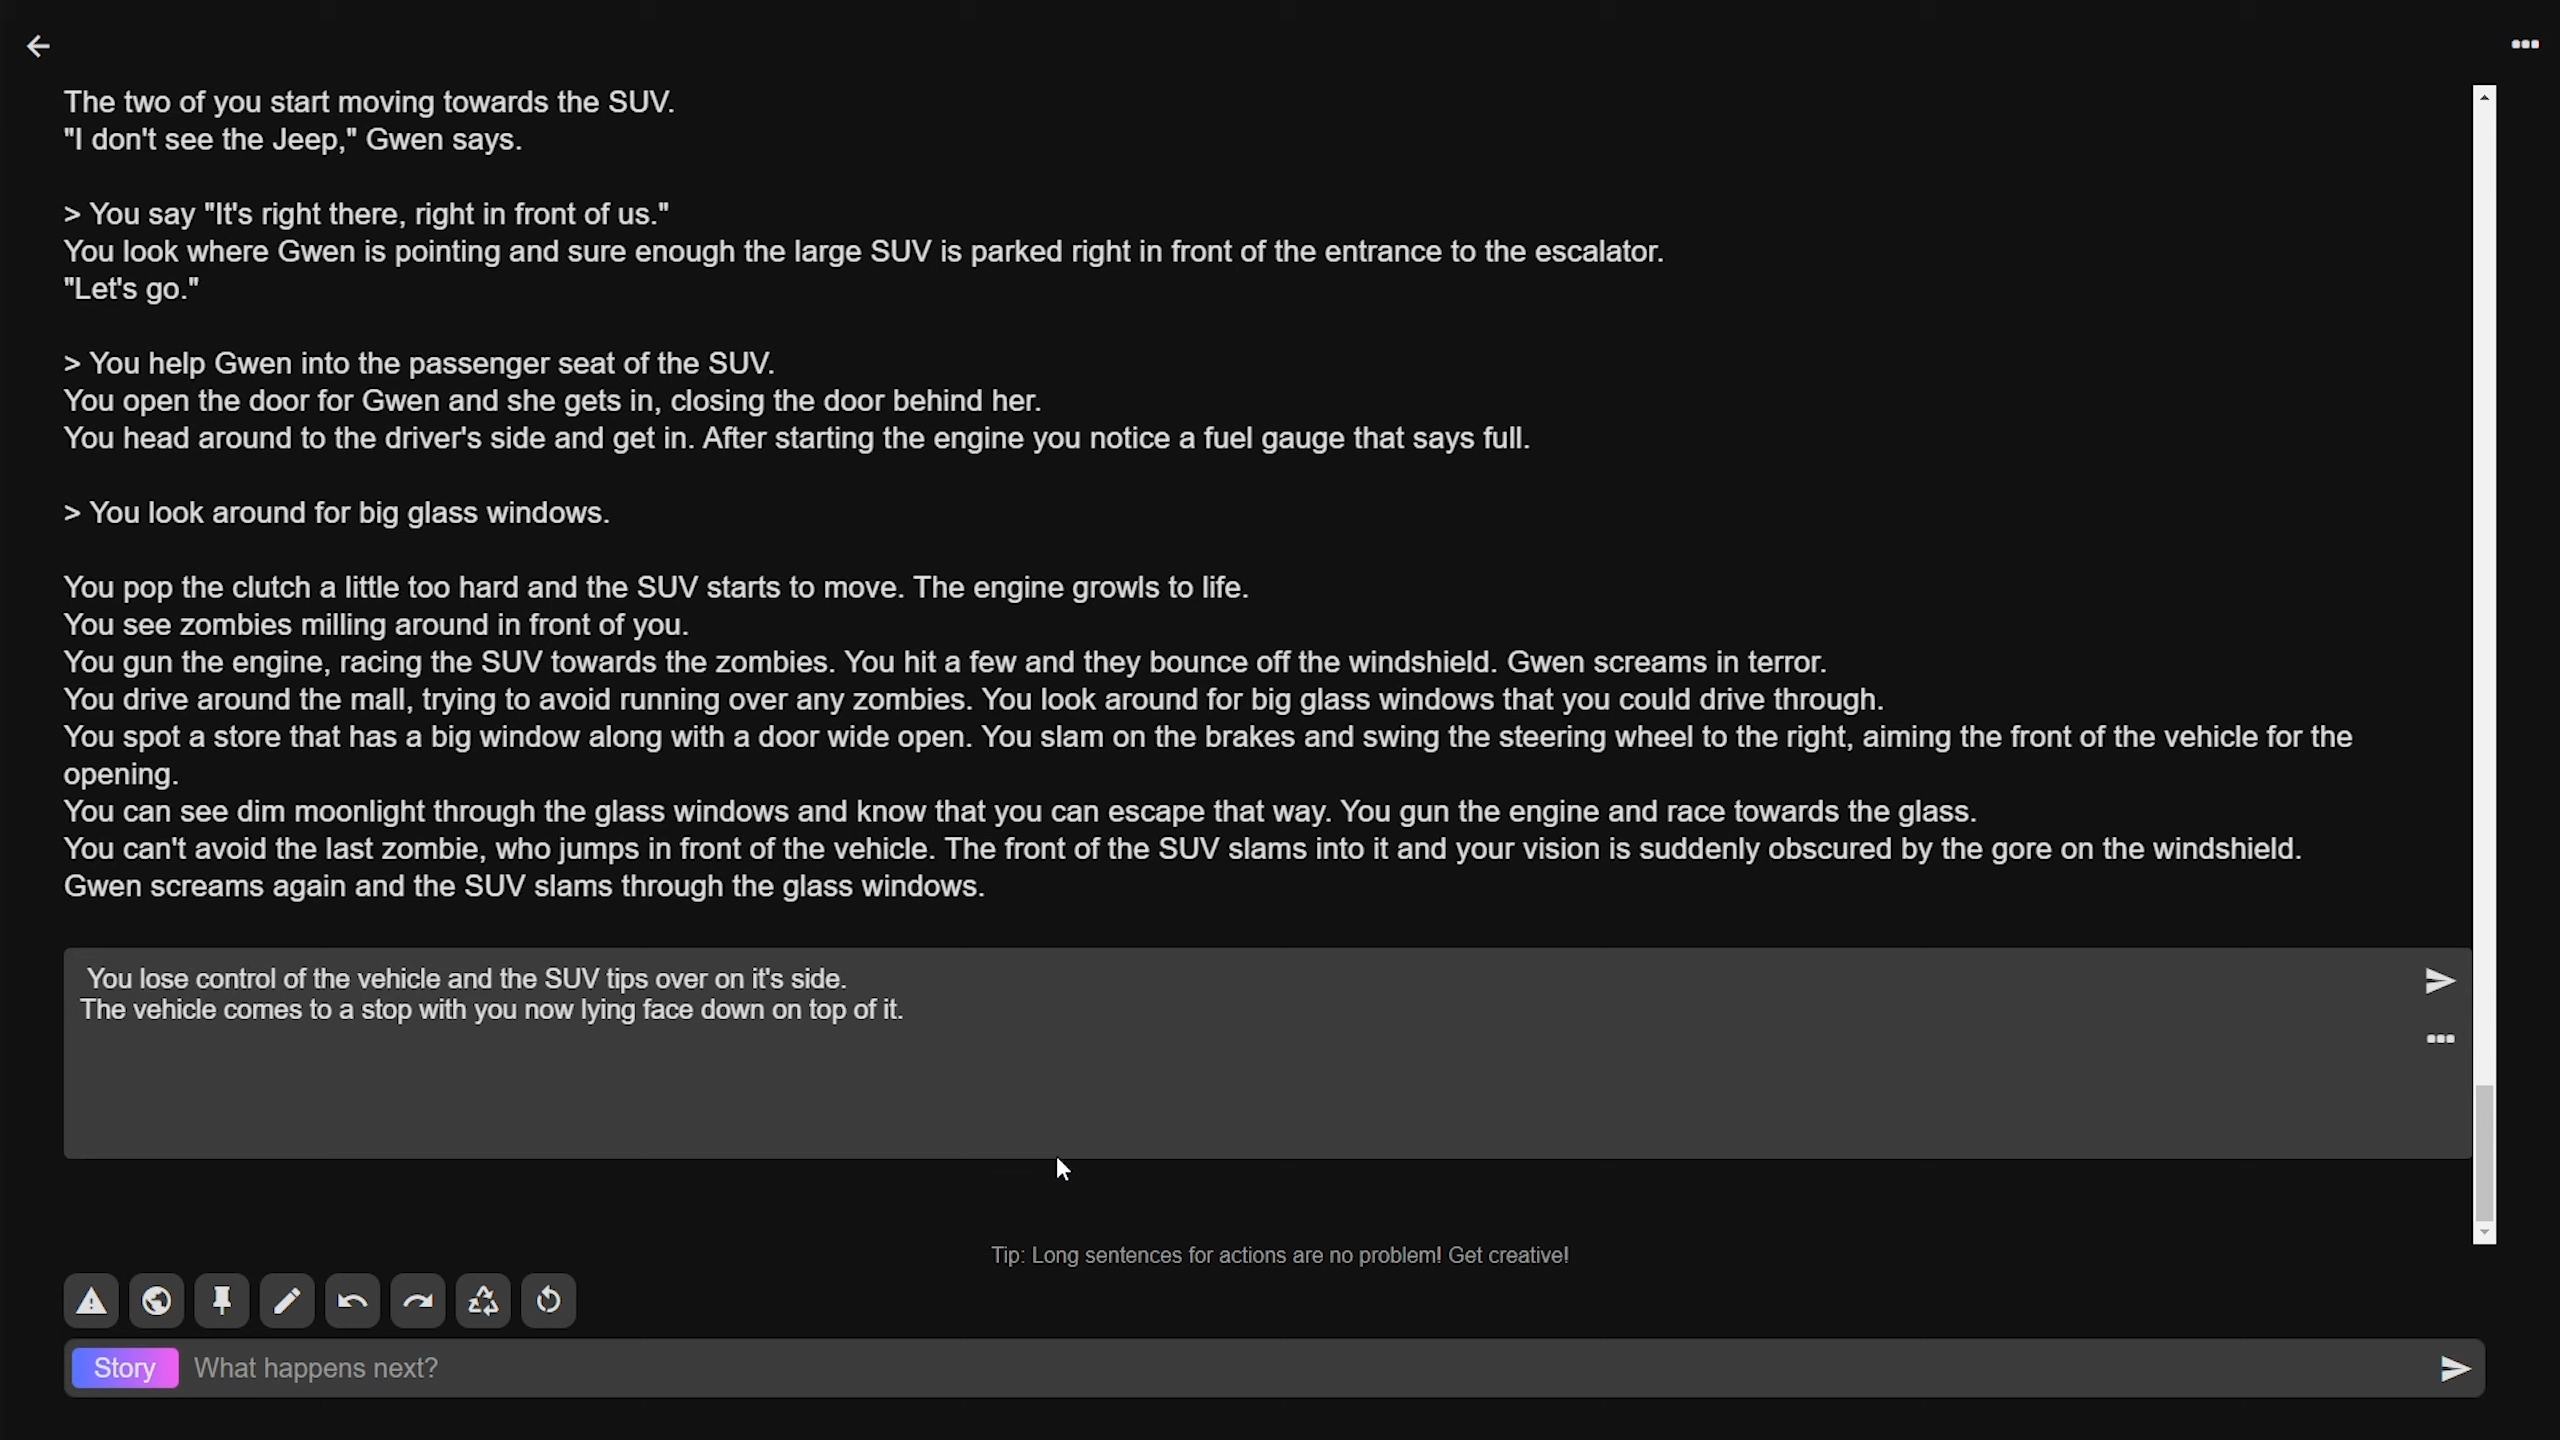 The two of you start moving towards the SUV.
"I don't see the Jeep," Gwen says.
> You say "It's right there, right in front of us."
You look where Gwen is pointing and sure enough the large SUV is parked right in front of the entrance to the escalator.
"Let's go."
> You help Gwen into the passenger seat of the SUV.
You open the door for Gwen and she gets in, closing the door behind her.
You head around to the driver's side and get in. After starting the engine you notice a fuel gauge that says full.
> You look around for big glass windows.
You pop the clutch a little too hard and the SUV starts to move. The engine growls to life.
You see zombies milling around in front of you.
You gun the engine, racing the SUV towards the zombies. You hit a few and they bounce off the windshield. Gwen screams in terror.
You drive around the mall, trying to avoid running over any zombies. You look around for big glass windows that you could drive through.
You spot a store that has a big window along with a door wide open. You slam on the brakes and swing the steering wheel to the right, aiming the front of the vehicle for the
opening.
You can see dim moonlight through the glass windows and know that you can escape that way. You gun the engine and race towards the glass.
You can't avoid the last zombie, who jumps in front of the vehicle. The front of the SUV slams into it and your vision is suddenly obscured by the gore on the windshield.
Gwen screams again and the SUV slams through the glass windows.
You lose control of the vehicle and the SUV tips over on it's side.
The vehicle comes to a stop with you now lying face down on top of it.
Tip: Long sentences for actions are no problem! Get creative!
Story What happens next?